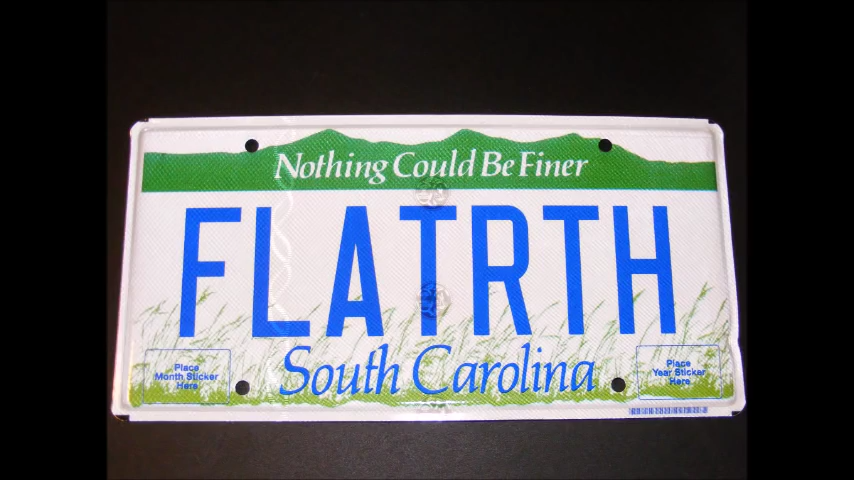 Nothing Could Be Finer
FLATRTH
South Carolina
Place
Month Sticker
Here
Place
Year Sticker
Here